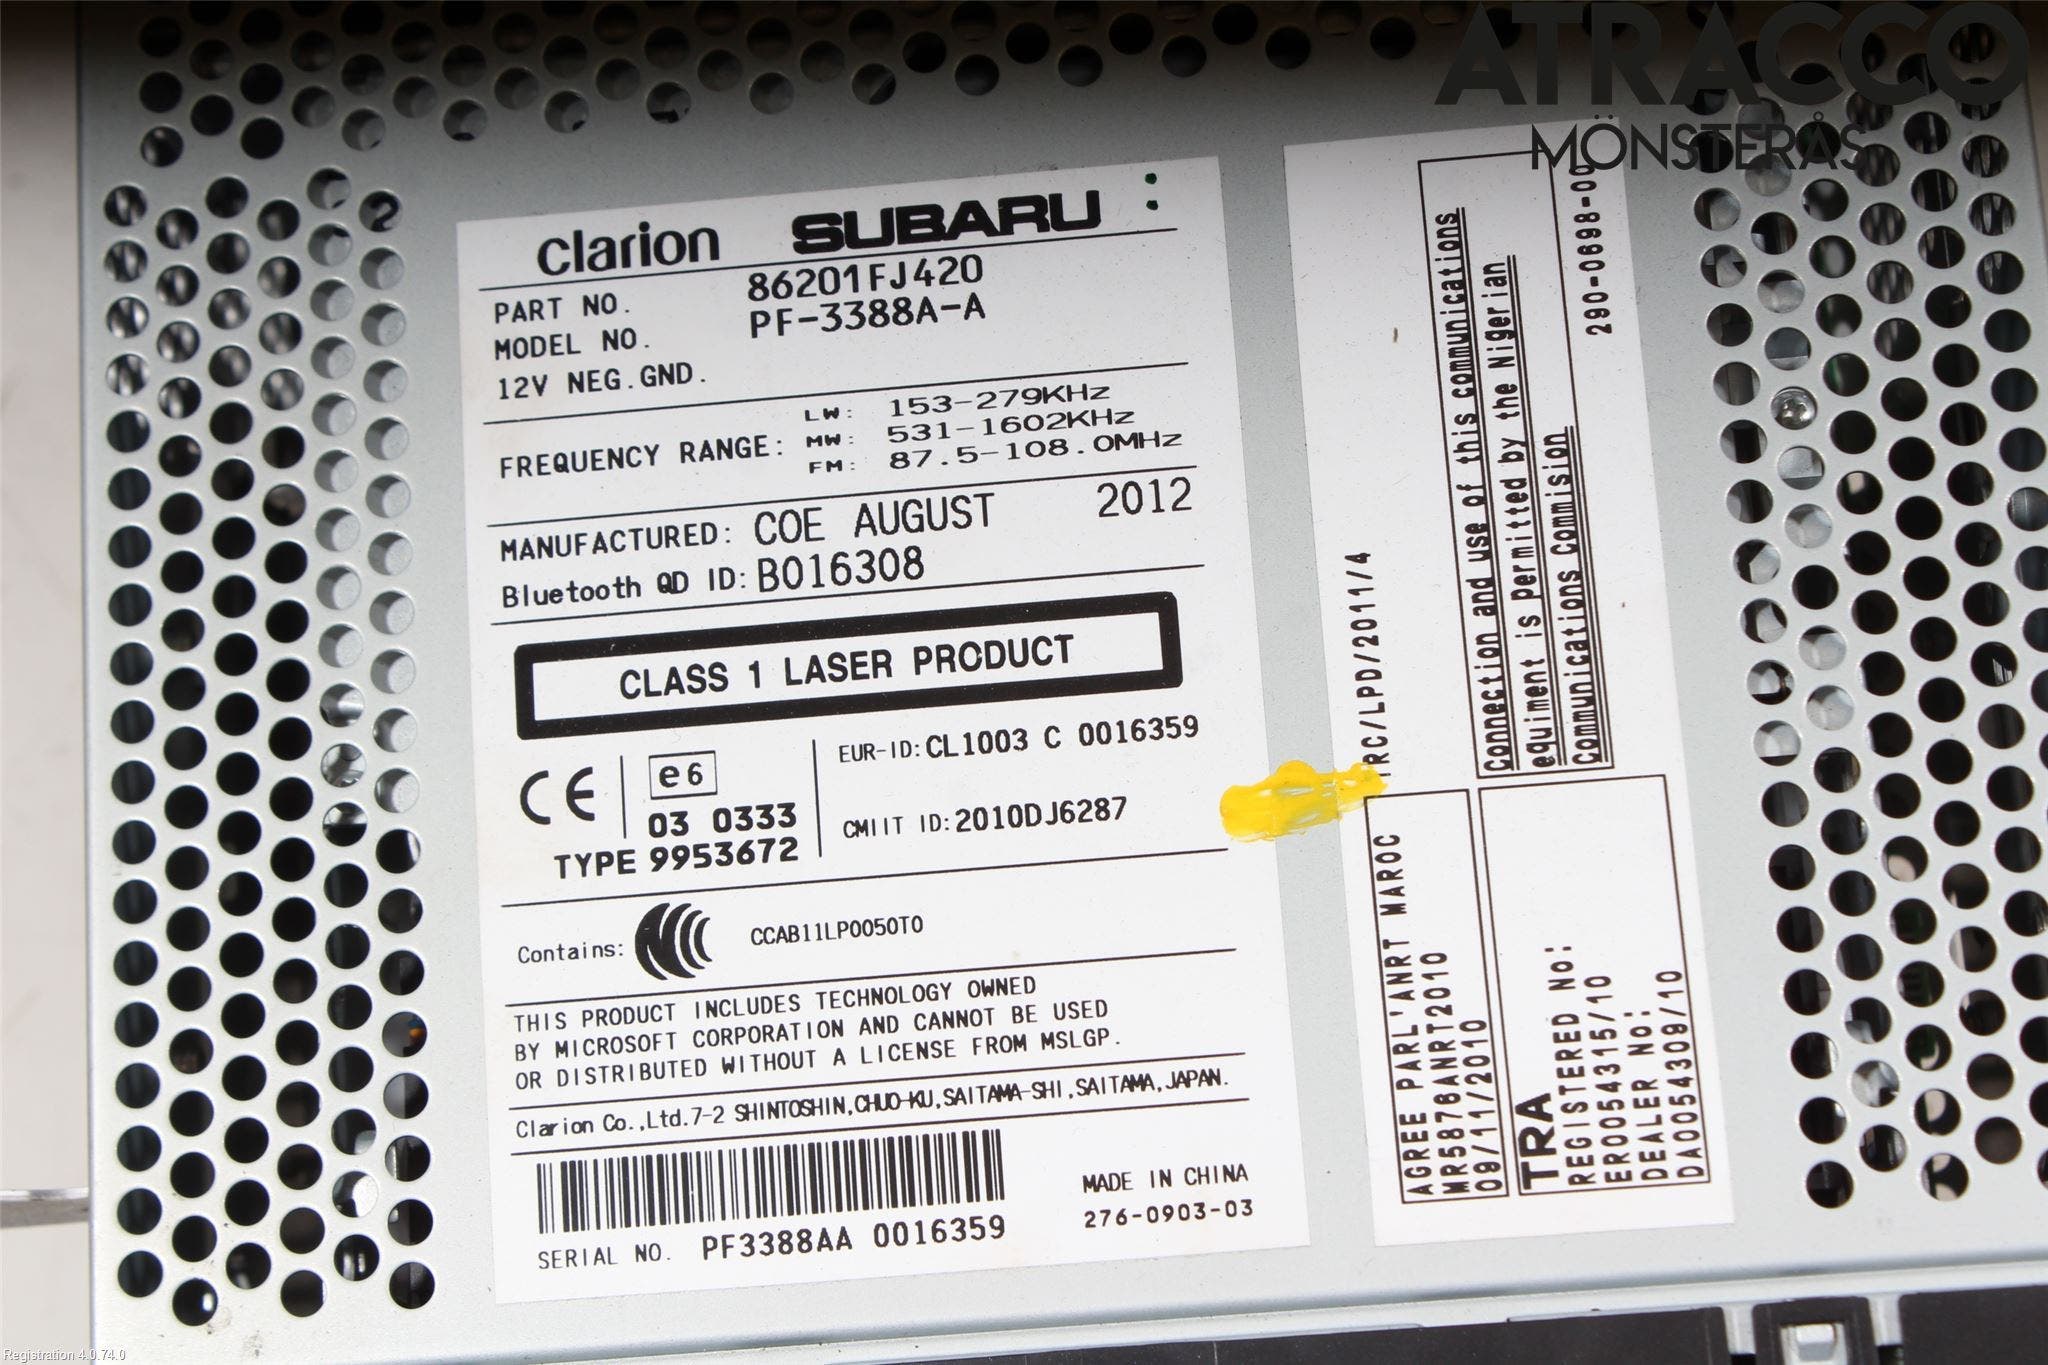 ATRACCO
MÖNSTERÅS
clarion SUBARU
PART NO. 86201FJ420
MODEL NO. PF-3388A-A
12V NEG.GND.
FREQUENCY RANGE: LW: 153-279KHz
MW: 531-1602KHz
FM: 87.5-108.0MHz
MANUFACTURED: COE AUGUST 2012
Bluetooth QD ID: B016308
CLASS 1 LASER PRODUCT
CE e6
03 0333
TYPE 9953672
EUR-ID: CL1003 C 0016359
CMIIT ID: 2010DJ6287
Contains: CCAB11LP0050T0
THIS PRODUCT INCLUDES TECHNOLOGY OWNED
BY MICROSOFT CORPORATION AND CANNOT BE USED
OR DISTRIBUTED WITHOUT A LICENSE FROM MSLGP.
Clarion Co.,Ltd.7-2 SHINTOSHIN,CHUO-KU,SAITAMA-SHI,SAITAMA,JAPAN.
SERIAL NO. PF3388AA 0016359
MADE IN CHINA
276-0903-03
TRC/LPD/2011/4
Connection and use of this communications
equiment is permitted by the Nigerian
Communications Commision
AGREE PARL'ANRT MAROC
MR5878ANRT2010
09/11/2010
TRA
REGISTERED No:
ER0054315/10
DEALER No:
DA0054309/10
Registration 4.0.74.0